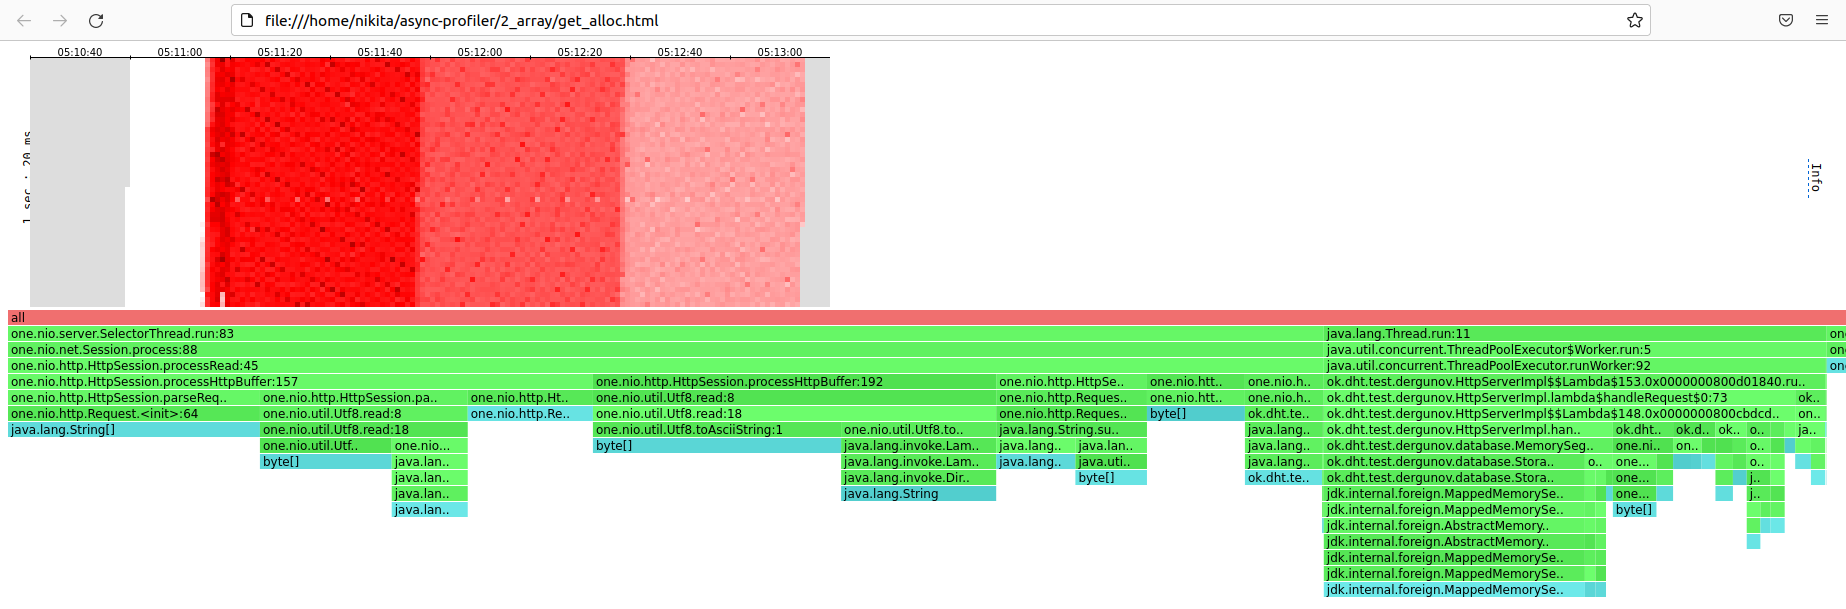 file:///home/nikita/async-profiler/2_array/get_alloc.html
05:10:40 05:11:00 05:11:20 05:11:40 05:12:00 05:12:20 05:12:40 05:13:00
1 sec : 20 ms
Info
all
one.nio.server.SelectorThread.run:83 java.lang.Thread.run:11 one
one.nio.net.Session.process:88 java.util.concurrent.ThreadPoolExecutor$Worker.run:5 one
one.nio.http.HttpSession.processRead:45 java.util.concurrent.ThreadPoolExecutor.runWorker:92 one
one.nio.http.HttpSession.processHttpBuffer:157 one.nio.http.HttpSession.processHttpBuffer:192 one.nio.http.HttpSe.. one.nio.htt.. one.nio.h.. ok.dht.test.dergunov.HttpServerImpl$$Lambda$153.0x0000000800d01840.ru..
one.nio.http.HttpSession.parseReq.. one.nio.http.HttpSession.pa.. one.nio.http.Ht.. one.nio.util.Utf8.read:8 one.nio.http.Reques.. one.nio.htt.. one.nio.h.. ok.dht.test.dergunov.HttpServerImpl.lambda$handleRequest$0:73 ok..
one.nio.http.Request.<init>:64 one.nio.util.Utf8.read:8 one.nio.http.Re.. one.nio.util.Utf8.read:18 one.nio.http.Reques.. byte[] ok.dht.te.. ok.dht.test.dergunov.HttpServerImpl$$Lambda$148.0x0000000800cbdcd.. on..
java.lang.String[] one.nio.util.Utf8.read:18 one.nio.util.Utf8.toAsciiString:1 one.nio.util.Utf8.to.. java.lang.String.su.. java.lang.. ok.dht.test.dergunov.HttpServerImpl.han.. ok.dht.. ok.d.. ok.. o.. ja..
one.nio.util.Utf.. one.nio... byte[] java.lang.invoke.Lam.. java.lang.. java.lan.. java.lang.. ok.dht.test.dergunov.database.MemorySeg.. one.ni.. on.. o..
byte[] java.lan.. java.lang.invoke.Lam.. java.lang.. java.uti.. java.lang.. ok.dht.test.dergunov.database.Stora.. o.. one... o..
java.lan.. java.lang.invoke.Dir.. byte[] ok.dht.te.. ok.dht.test.dergunov.database.Stora.. one... j..
java.lan.. java.lang.String jdk.internal.foreign.MappedMemorySe.. one... j..
java.lan.. jdk.internal.foreign.MappedMemorySe.. byte[]
jdk.internal.foreign.AbstractMemory..
jdk.internal.foreign.AbstractMemory..
jdk.internal.foreign.MappedMemorySe..
jdk.internal.foreign.MappedMemorySe..
jdk.internal.foreign.MappedMemorySe..